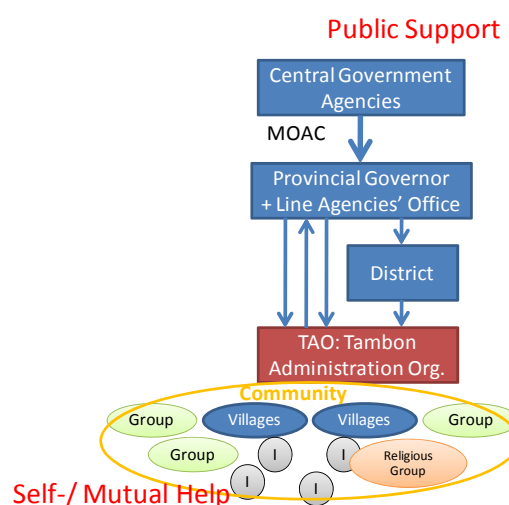 Public Support
Central Government
Agencies
MOAC
Provincial Governor
+ Line Agencies’ Office
District
TAO: Tambon
Administration Org.
Community
Group
Villages
Villages
Group
Group
I
I
Religious
Group
I
I
Self-/ Mutual Help